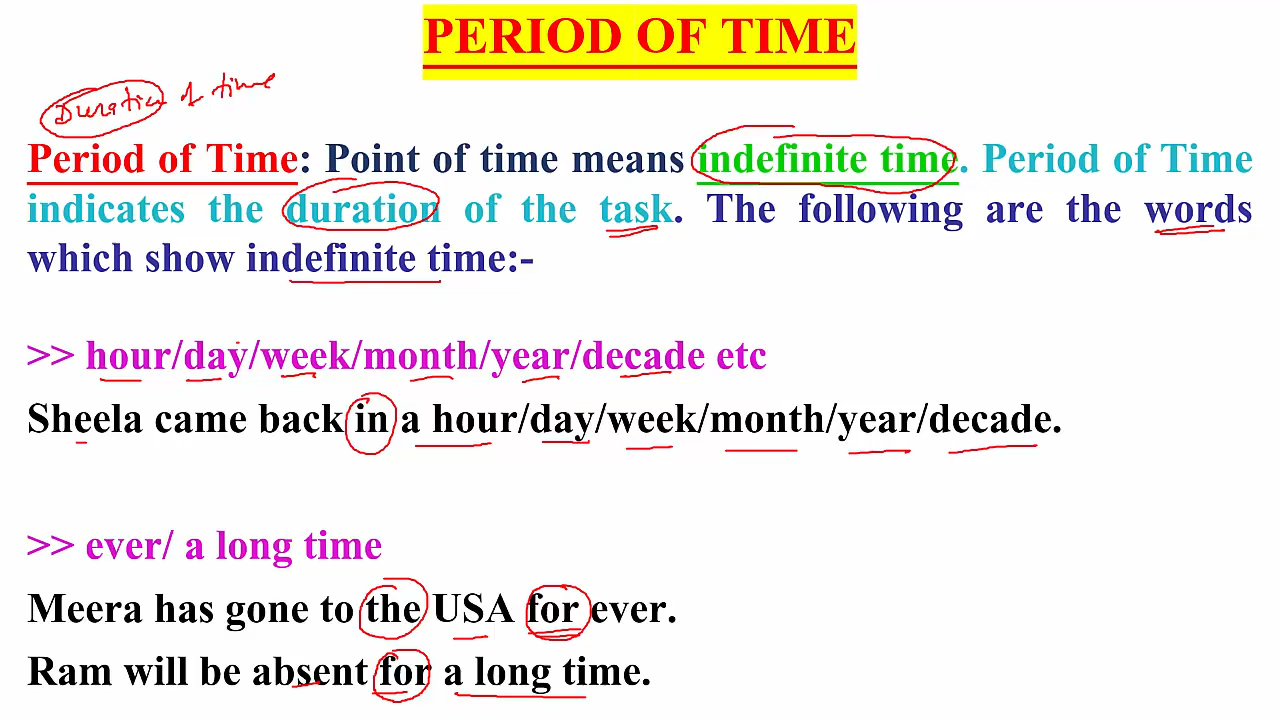 PERIOD OF TIME
Duration of time
Period of Time: Point of time means indefinite time. Period of Time
indicates the duration of the task. The following are the words
which show indefinite time:-
>> hour/day/week/month/year/decade etc
Sheela came back in a hour/day/week/month/year/decade.
>> ever/ a long time
Meera has gone to the USA for ever.
Ram will be absent for a long time.